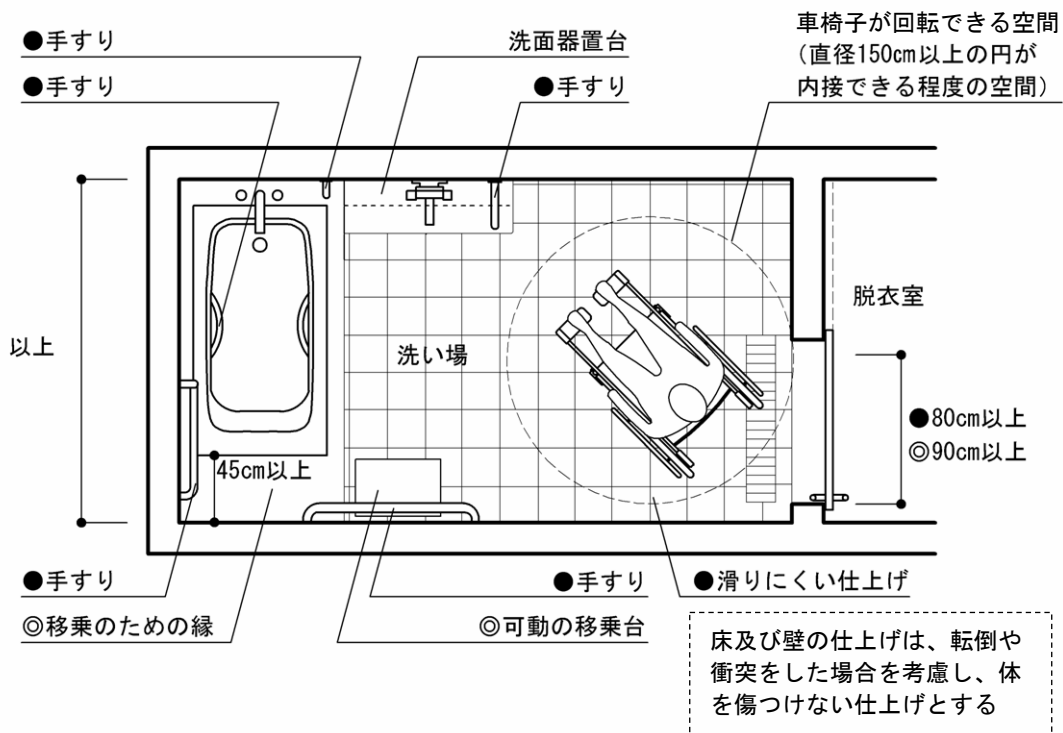 ●手すり
洗面器置台
車椅子が回転できる空間
(直径150cm以上の円が
内接できる程度の空間)
●手すり
●手すり
以上
洗い場
脱衣室
●80cm以上
◎90cm以上
45cm以上
●手すり
●手すり
●滑りにくい仕上げ
◎移乗のための縁
◎可動の移乗台
床及び壁の仕上げは、転倒や
衝突をした場合を考慮し、体
を傷つけない仕上げとする